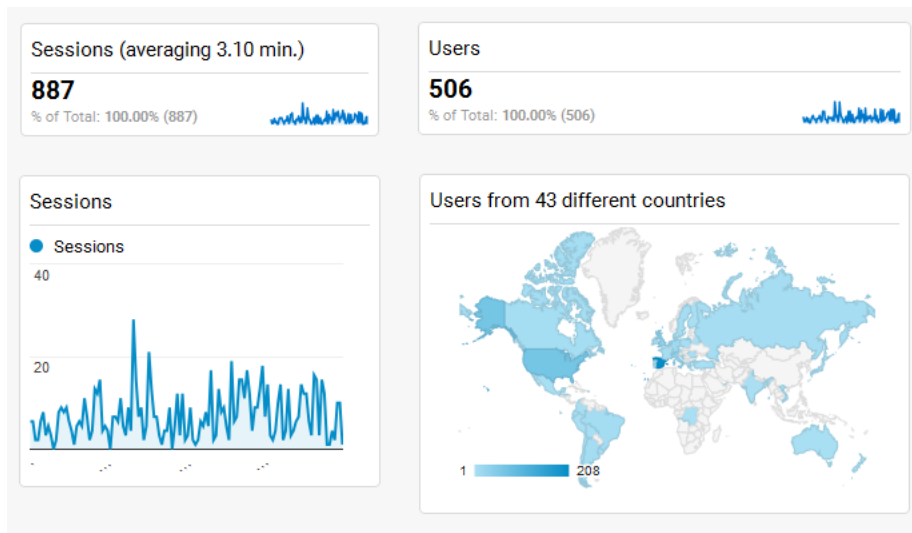 Sessions (averaging 3.10 min.)
887
% of Total: 100.00% (887)
Users
506
% of Total: 100.00% (506)
Sessions
Sessions
40
20
...
...
...
Users from 43 different countries
1
208